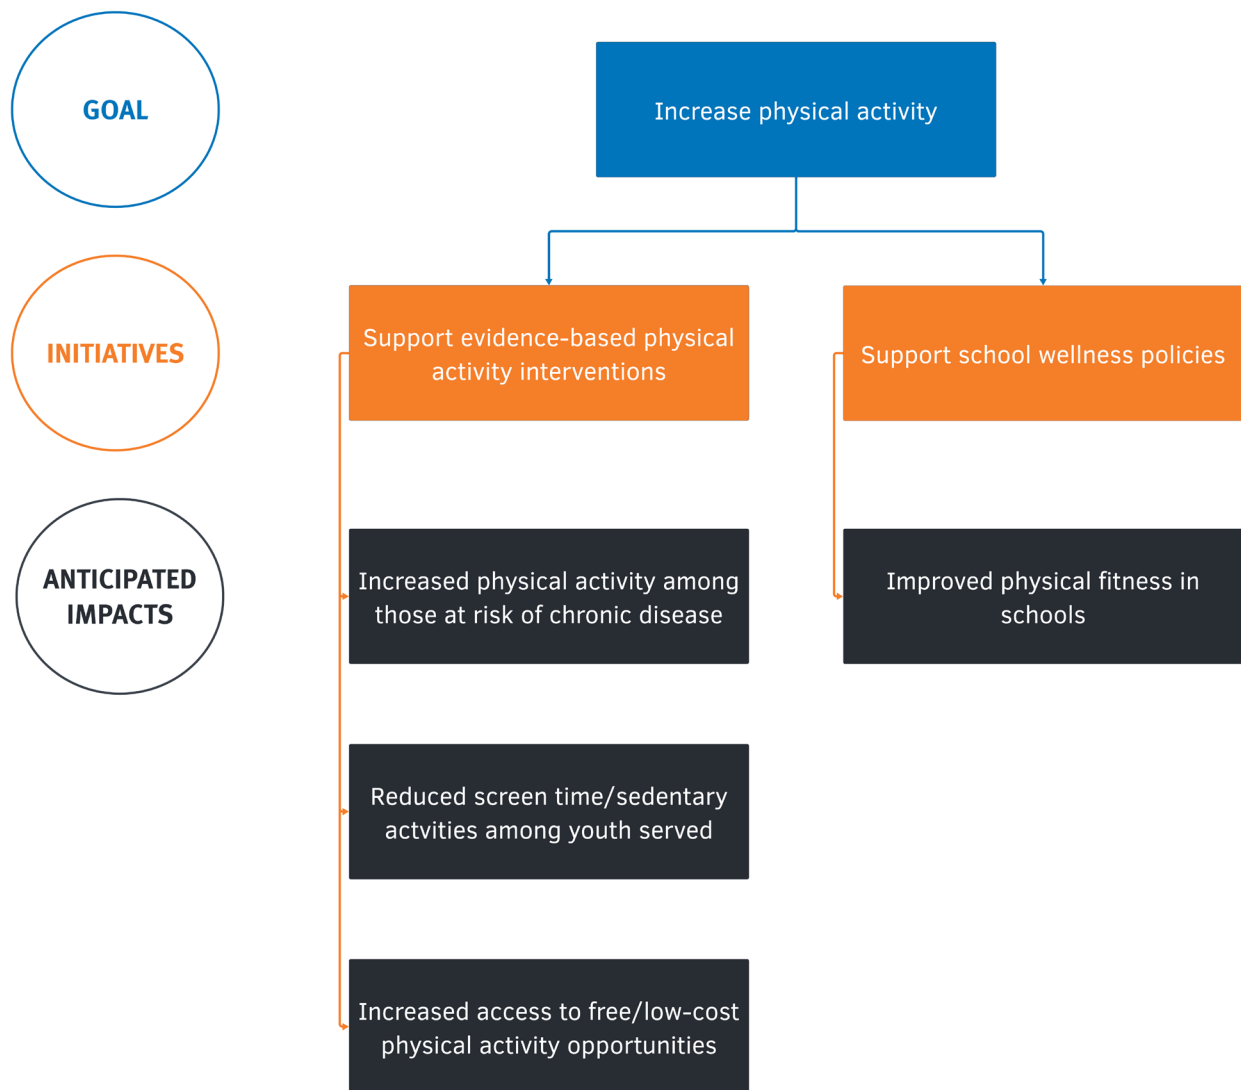 GOAL
Increase physical activity
INITIATIVES
Support evidence-based physical
activity interventions
Support school wellness policies
ANTICIPATED
IMPACTS
Increased physical activity among
those at risk of chronic disease
Improved physical fitness in
schools
Reduced screen time/sedentary
actvities among youth served
Increased access to free/low-cost
physical activity opportunities